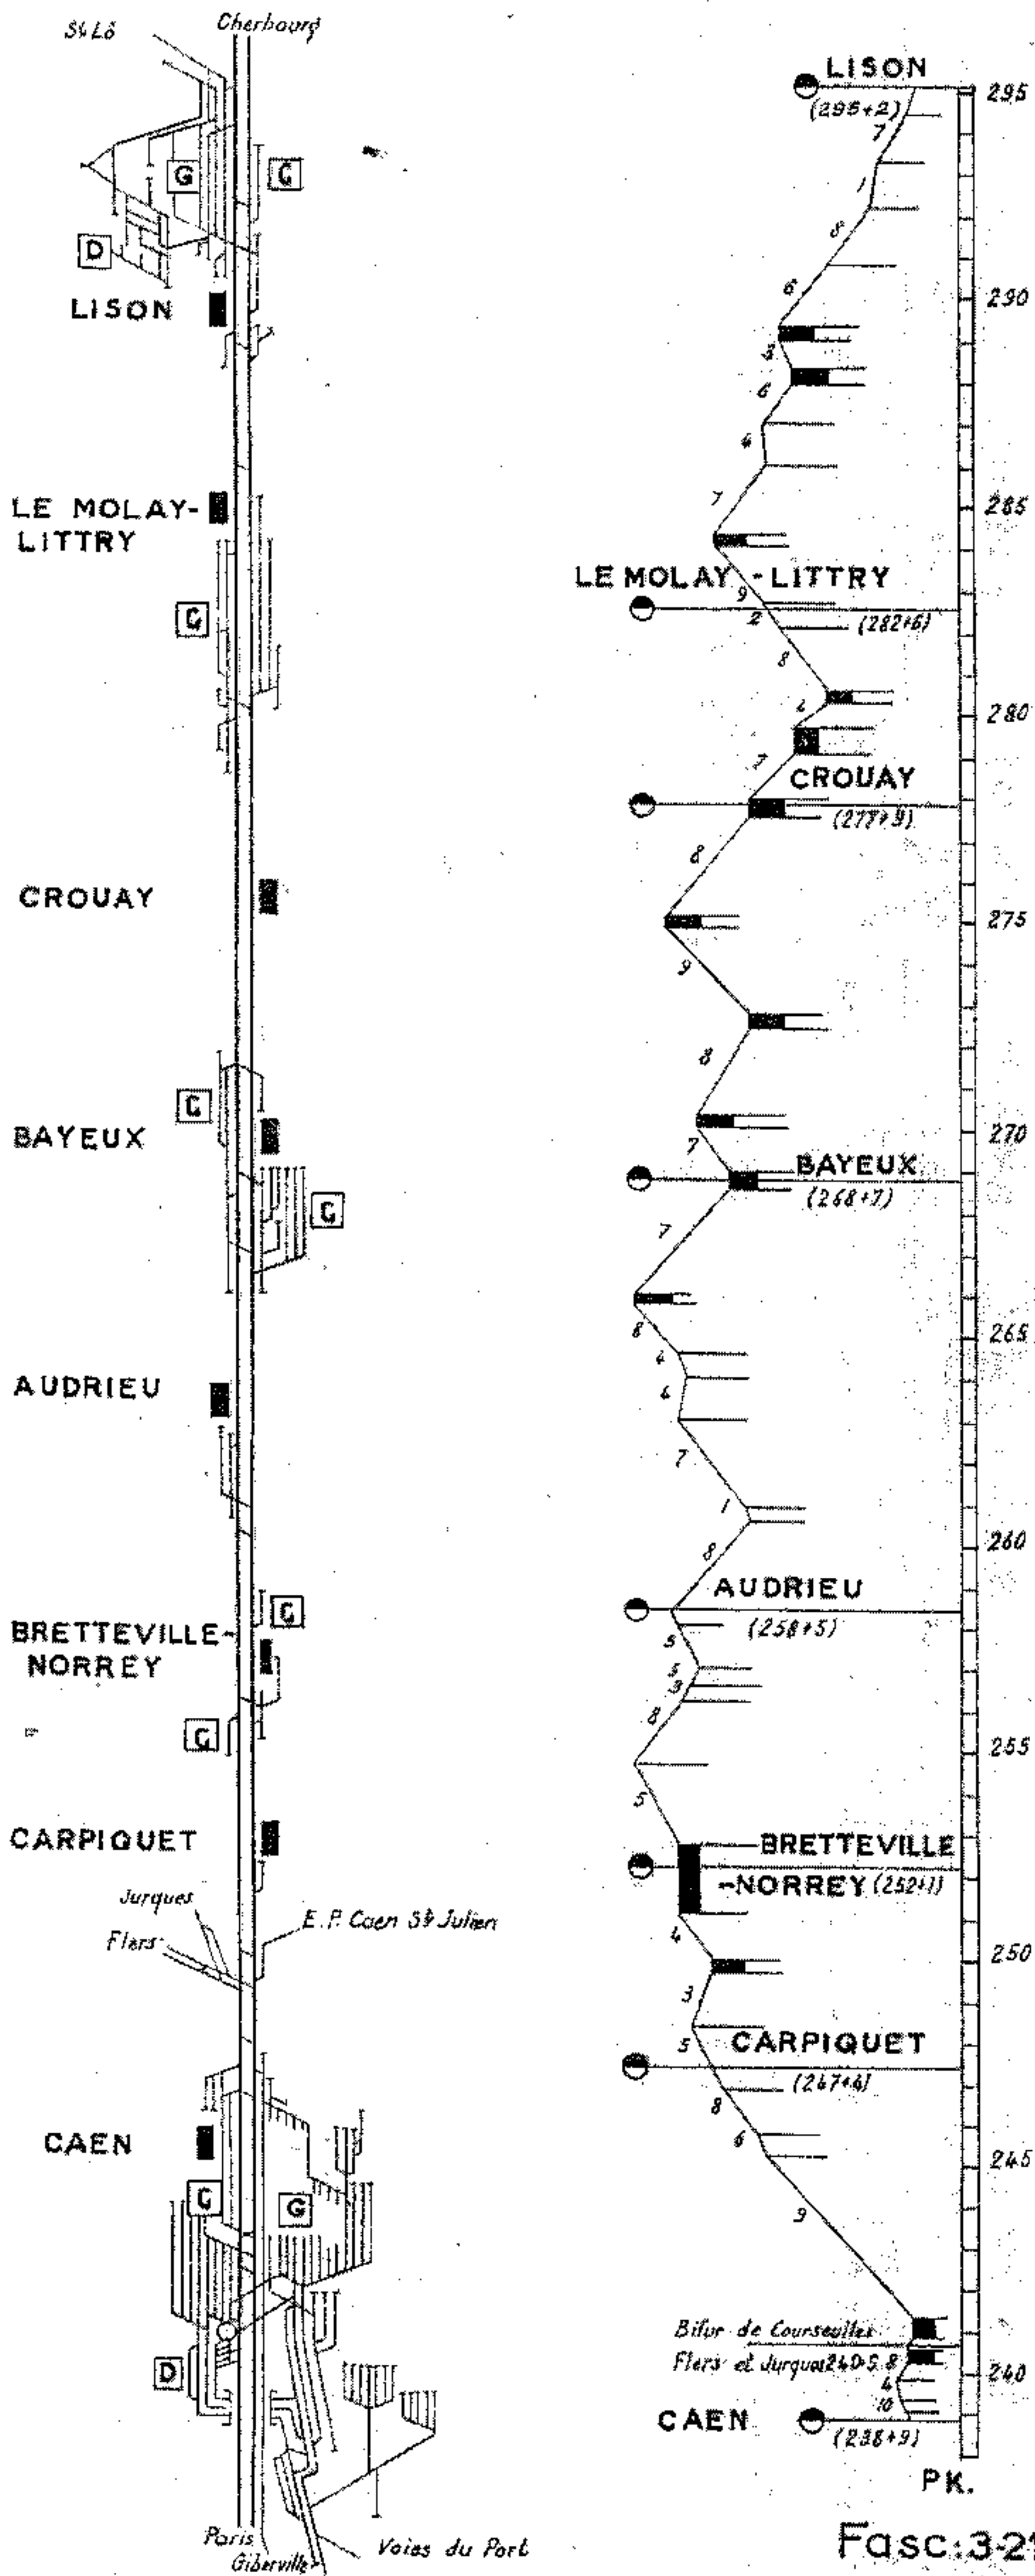 St Lô
Cherbourg
G
G
D
LISON
LE MOLAY-
LITTRY
G
CROUAY
G
BAYEUX
G
AUDRIEU
G
BRETTEVILLE-
NORREY
G
CARPIQUET
Jurques
Flers
E.P. Caen St Julien
CAEN
G
G
D
Paris
Giberville
Voies du Port
LISON
(295+2)
295
7
1
8
6
290
6
4
7
285
LE MOLAY - LITTRY
9
2
(282+6)
8
280
7
CROUAY
(277+9)
8
275
9
8
270
7
BAYEUX
(268+7)
7
265
8
4
4
7
1
260
8
AUDRIEU
(258+5)
5
5
3
8
255
5
BRETTEVILLE
-NORREY (252+1)
4
250
3
5
CARPIQUET
(247+4)
8
6
245
9
Bifur de Courseulles
Flers et Jurques 240.5
8
240
4
10
CAEN
(238+9)
PK.
Fasc:3-21